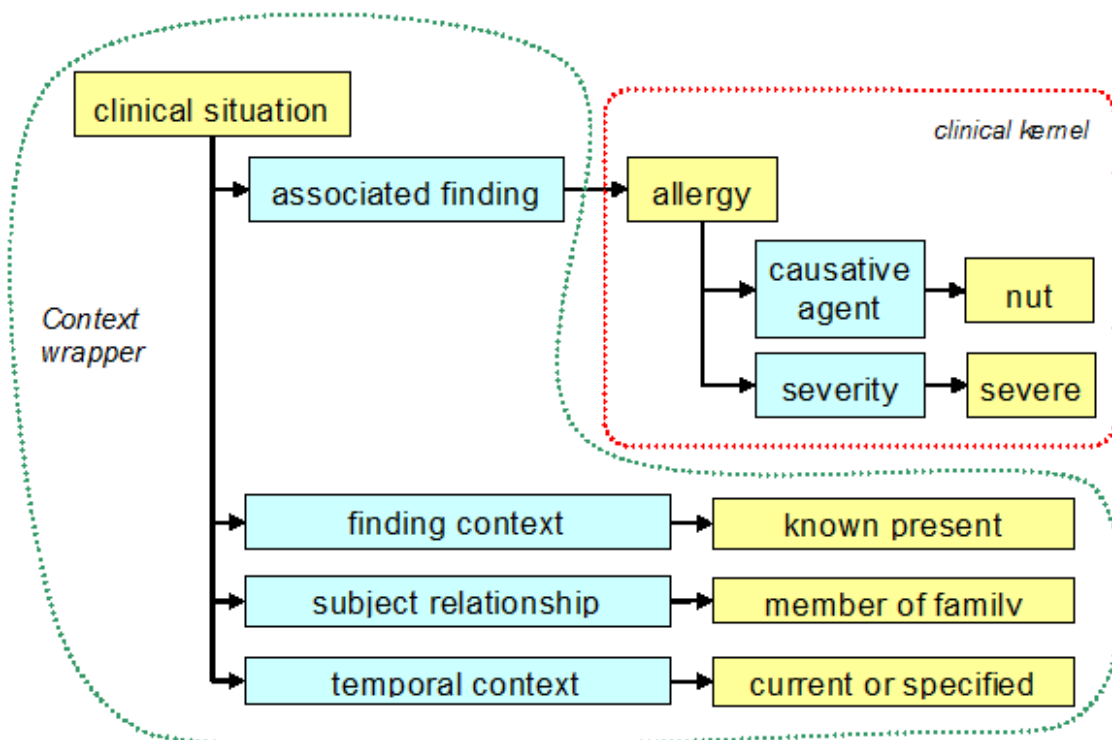 clinical situation
clinical kernel
associated finding
allergy
causative
agent
nut
Context
wrapper
severity
severe
finding context
known present
subject relationship
member of family
temporal context
current or specified